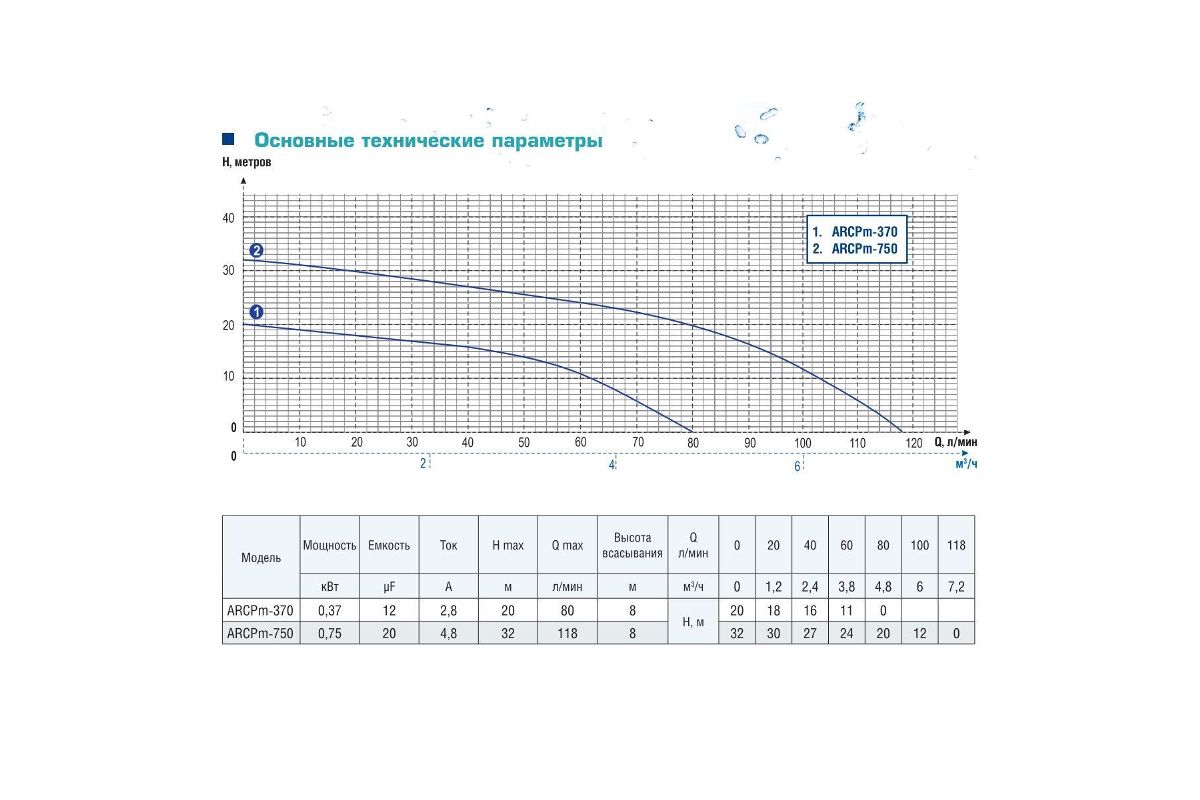 Основные технические параметры
H, метров
40
30
20
10
0
2
1
1. ARCPm-370
2. ARCPm-750
10 20 30 40 50 60 70 80 90 100 110 120 Q, л/мин
0 2 4 6 м³/ч
Модель Мощность Емкость Ток H max Q max Высота всасывания Q л/мин 0 20 40 60 80 100 118
кВт µF А м л/мин м м³/ч 0 1,2 2,4 3,8 4,8 6 7,2
ARCPm-370 0,37 12 2,8 20 80 8 H, м 20 18 16 11 0
ARCPm-750 0,75 20 4,8 32 118 8 32 30 27 24 20 12 0